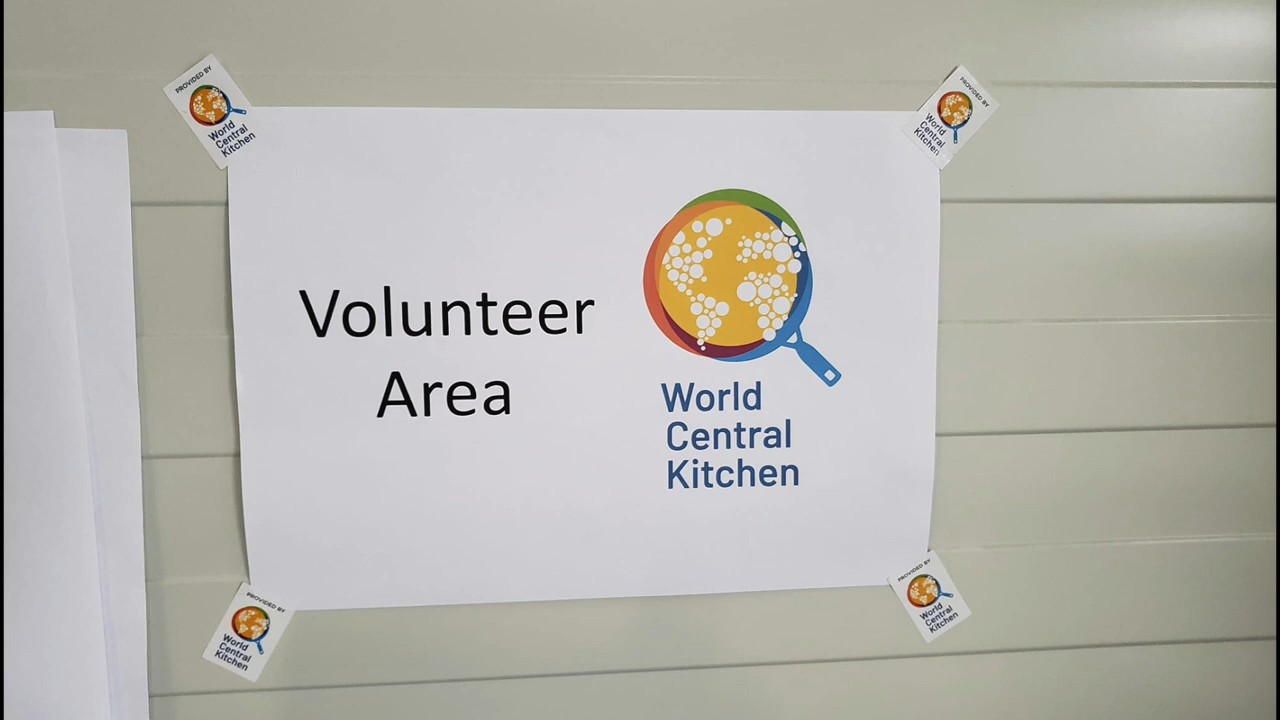 PROVIDED BY
World
Central
Kitchen
PROVIDED BY
World
Central
Kitchen
Volunteer
Area
World
Central
Kitchen
PROVIDED BY
World
Central
Kitchen
PROVIDED BY
World
Central
Kitchen